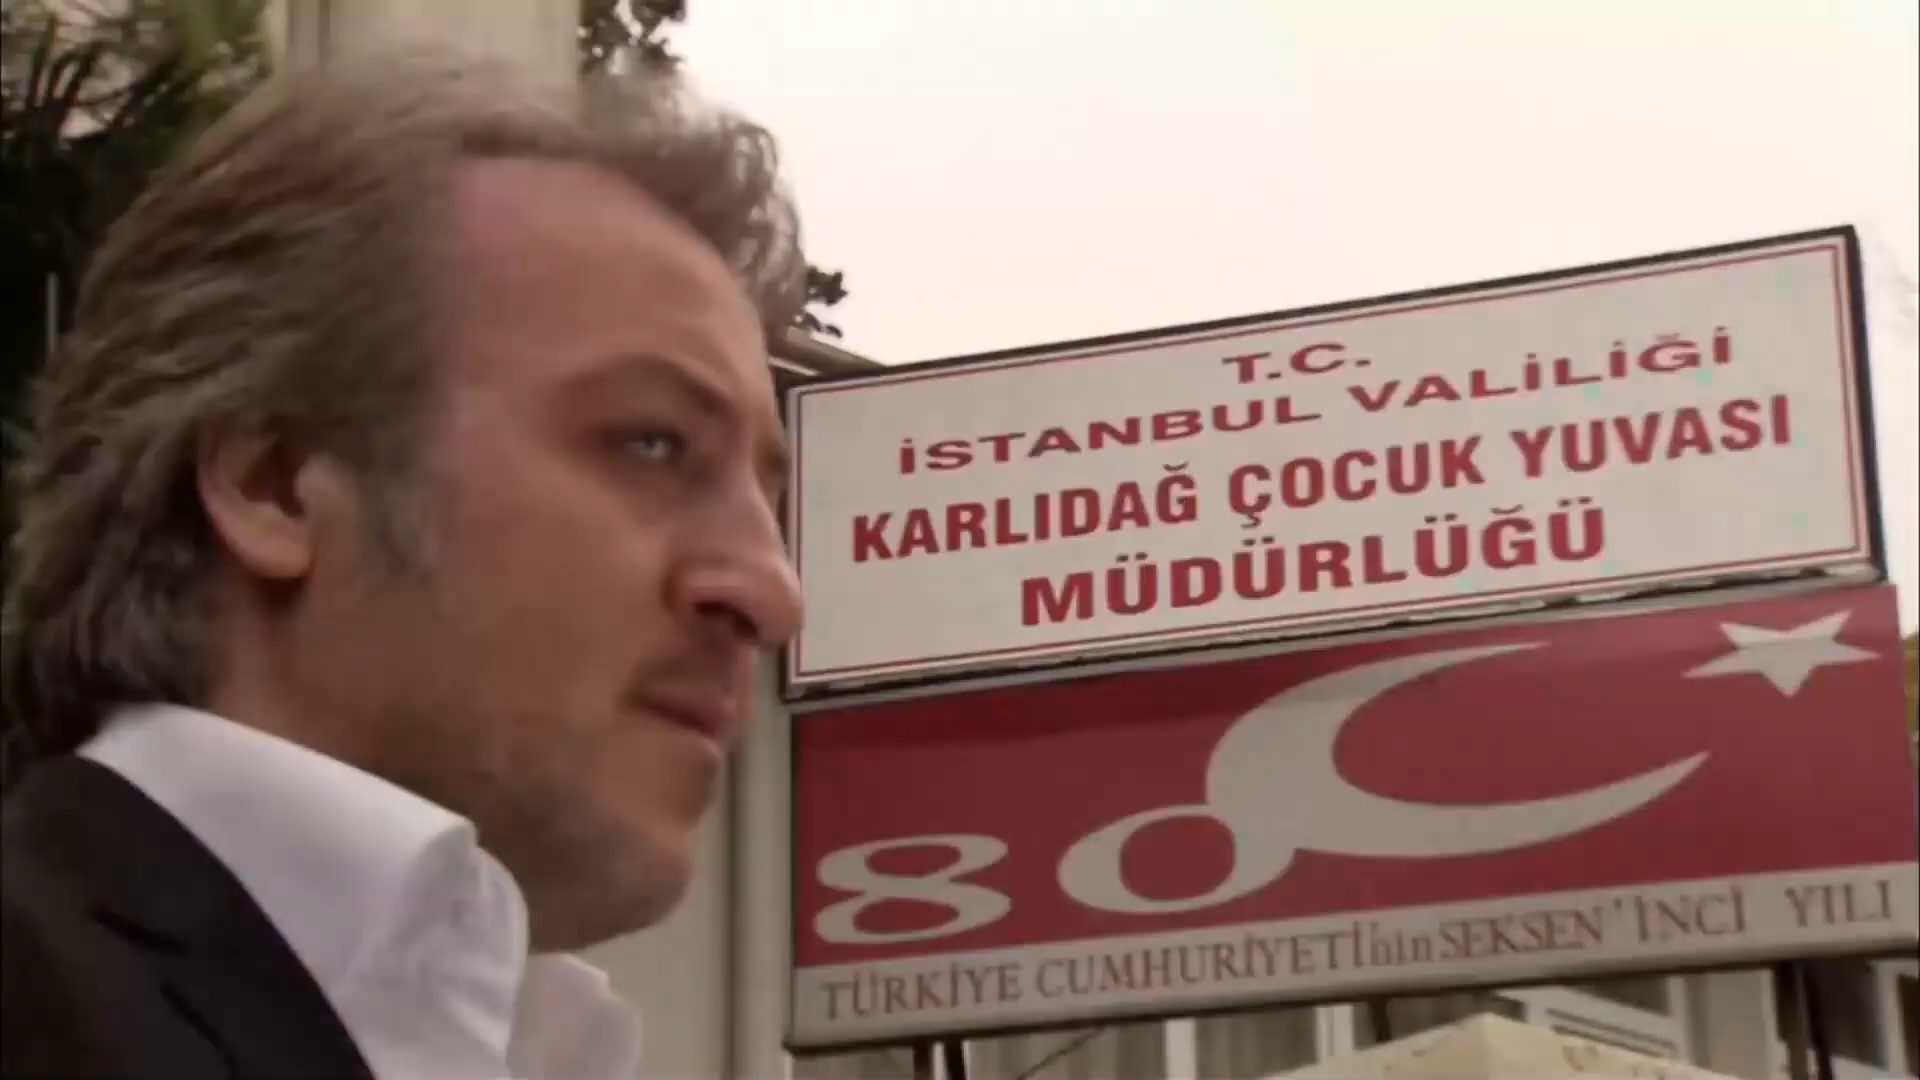 T.C.
İSTANBUL VALİLİĞİ
KARLIDAĞ ÇOCUK YUVASI
MÜDÜRLÜĞÜ
80
TÜRKİYE CUMHURİYETİ'nin SEKSEN'İNCİ YILI